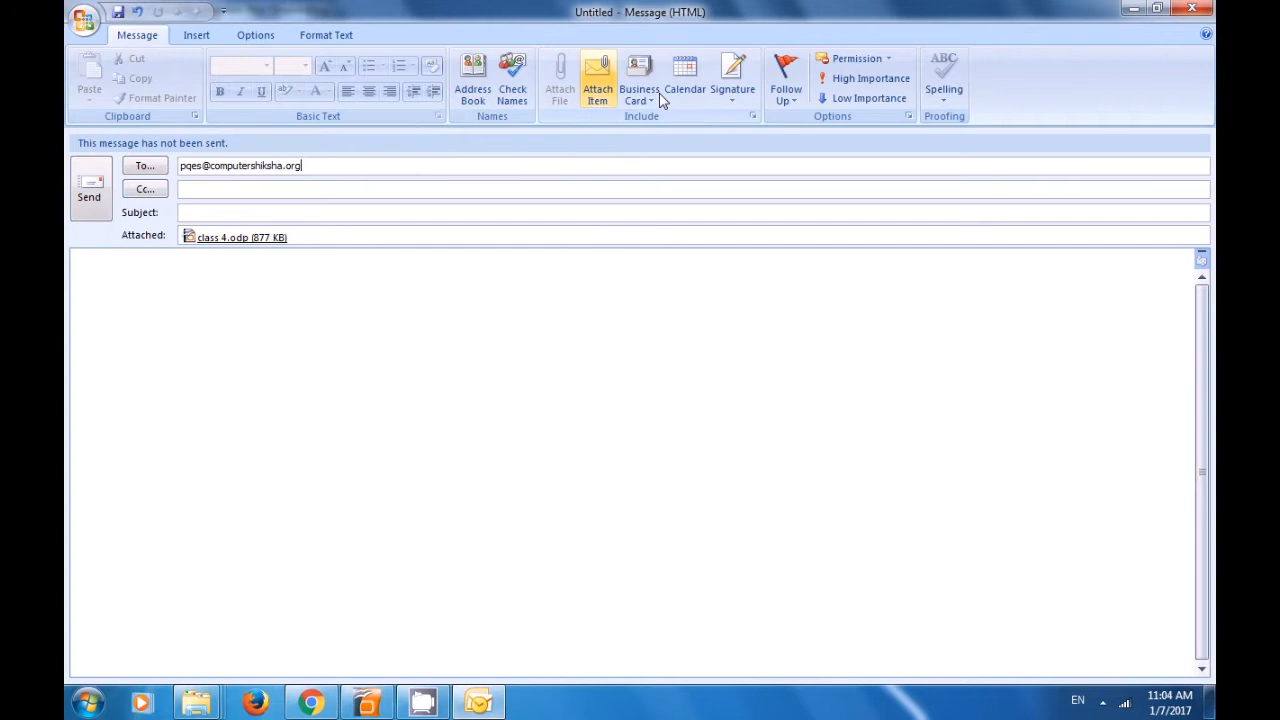 Untitled - Message (HTML)
Message Insert Options Format Text
Paste
Cut
Copy
Format Painter
Clipboard
B I U
A
Basic Text
Address Book
Check Names
Names
Attach File
Attach Item
Business Card
Calendar
Signature
Include
Follow Up
Permission
High Importance
Low Importance
Options
ABC
Spelling
Proofing
This message has not been sent.
Send
To... pqes@computershiksha.org
Cc...
Subject:
Attached: class 4.odp (877 KB)
EN
11:04 AM
1/7/2017